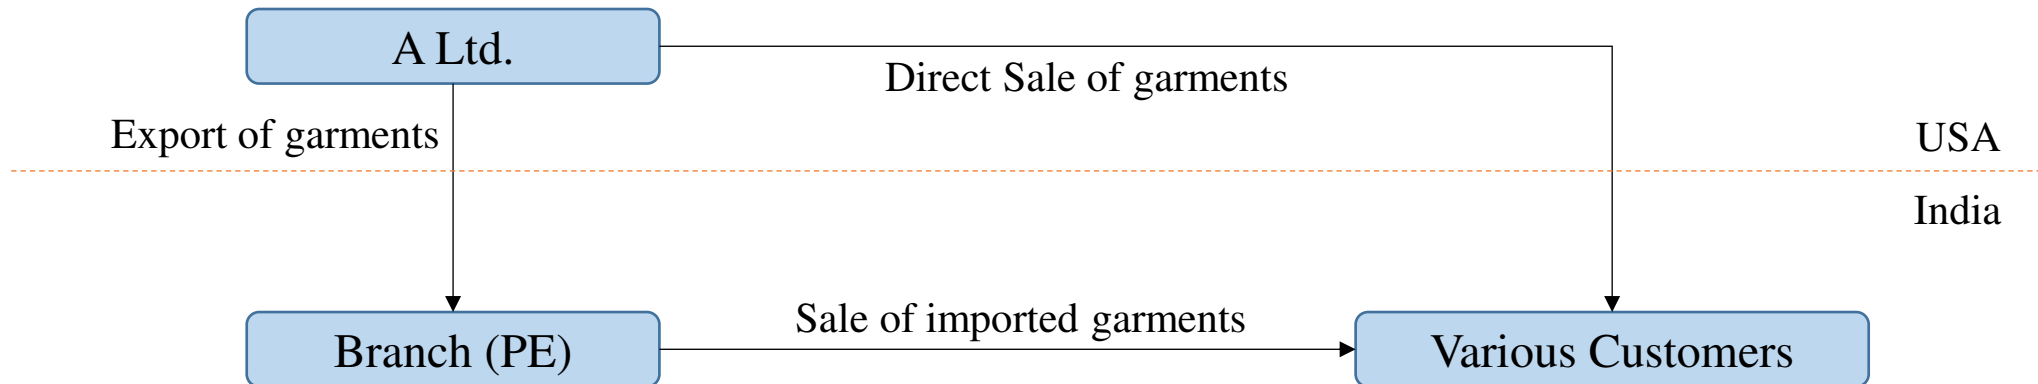 A Ltd.
Direct Sale of garments
Export of garments
USA
India
Sale of imported garments
Branch (PE)
Various Customers